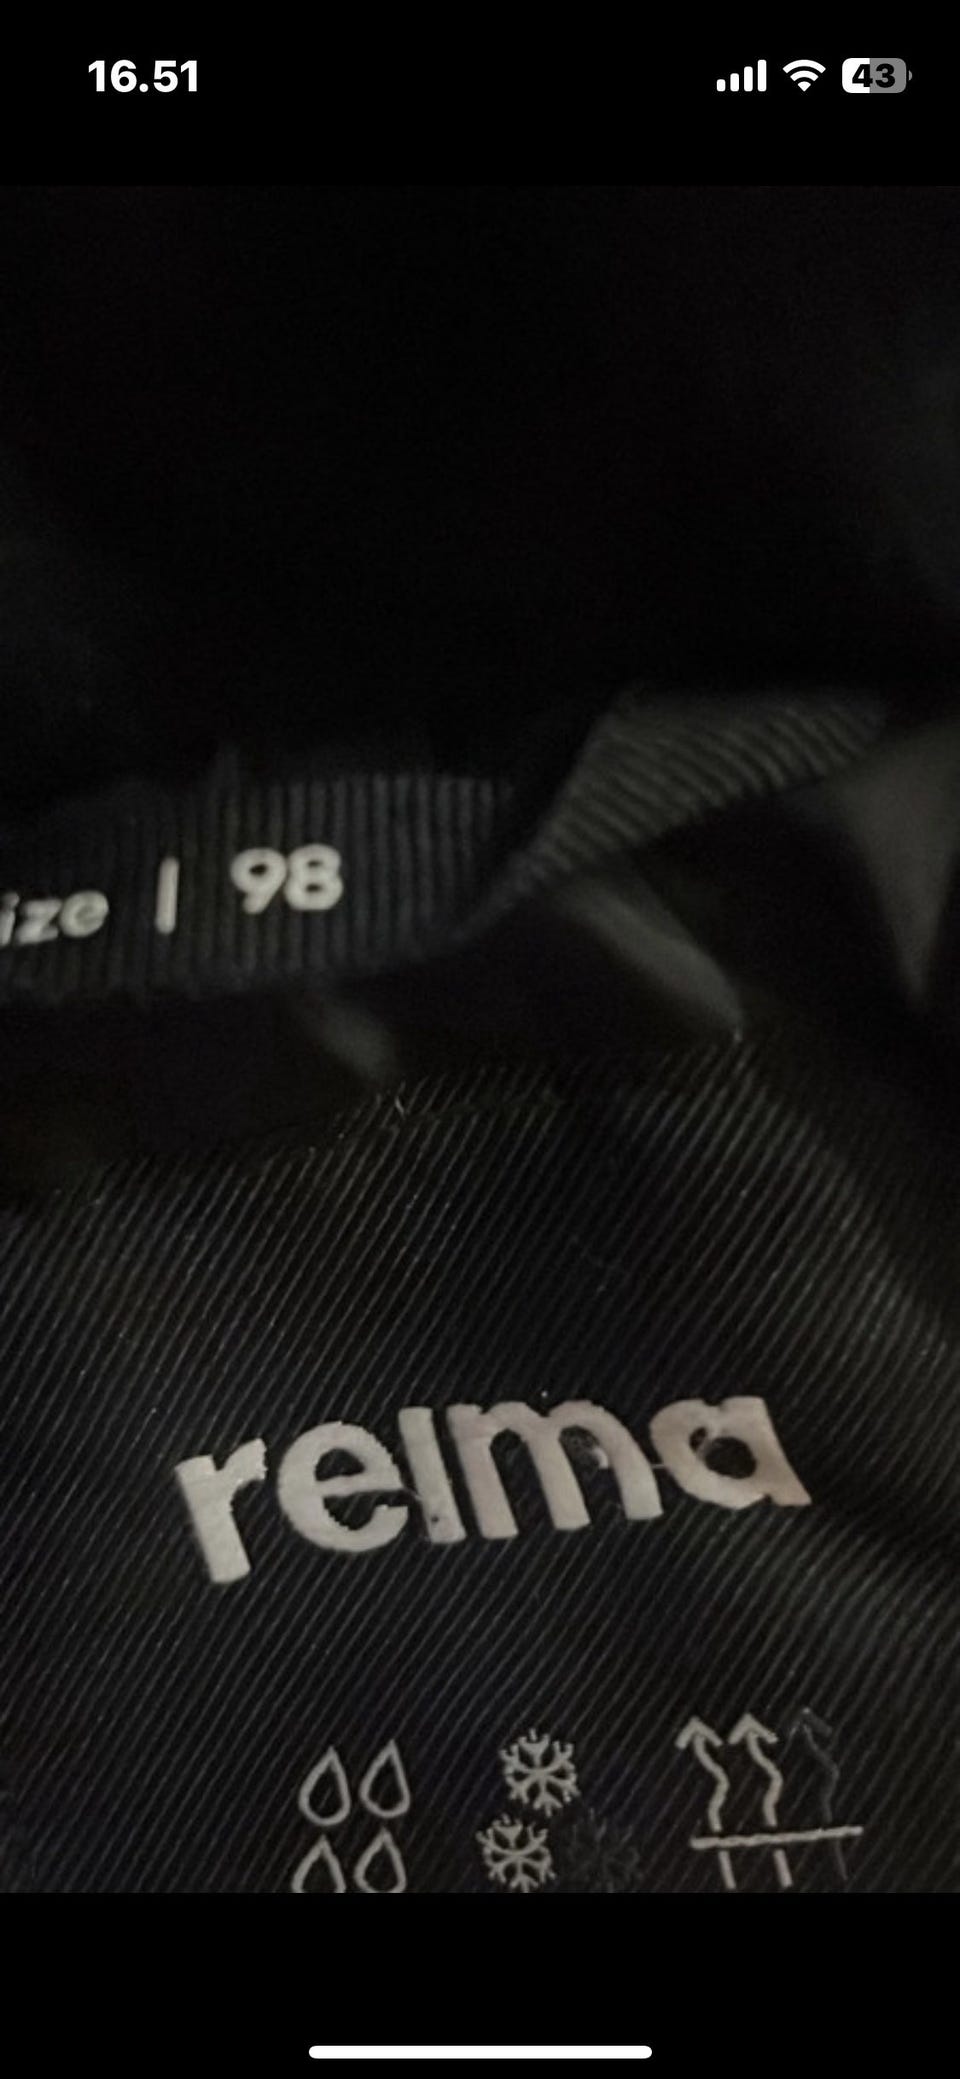 16.51
43
ize | 98
reima